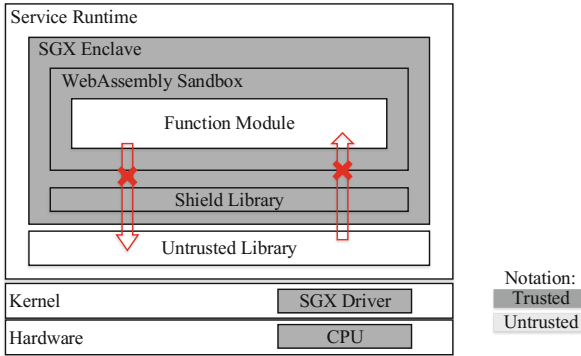 Service Runtime
SGX Enclave
WebAssembly Sandbox
Function Module
Shield Library
Untrusted Library
Kernel
SGX Driver
Hardware
CPU
Notation:
Trusted
Untrusted